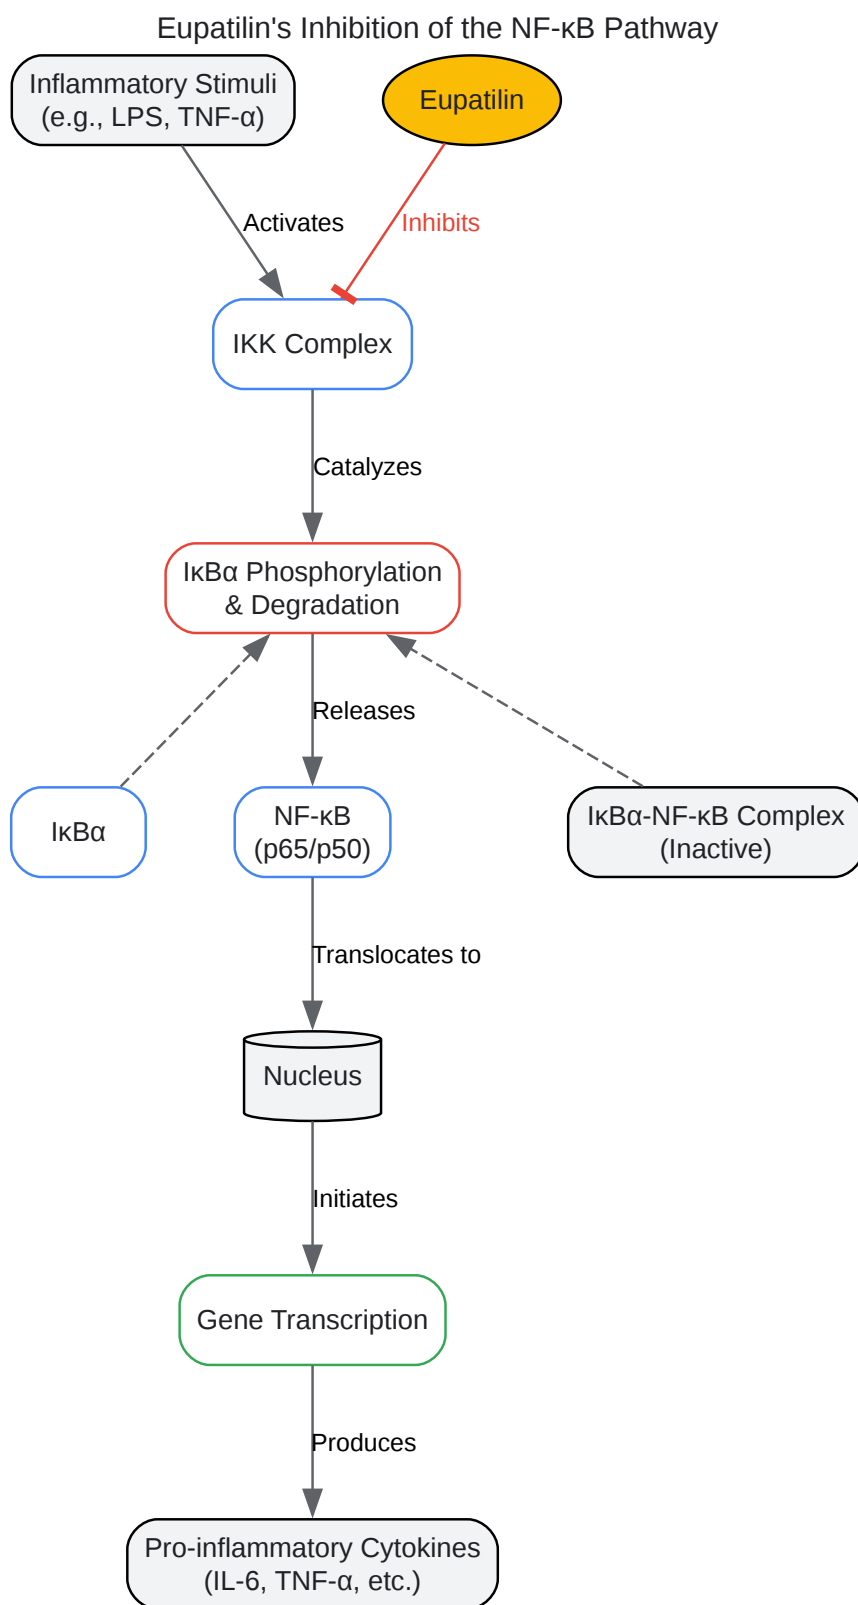 Eupatilin's Inhibition of the NF-κB Pathway
Inflammatory Stimuli
(e.g., LPS, TNF-α)
Eupatilin
Activates
Inhibits
IKK Complex
Catalyzes
IκBα Phosphorylation
& Degradation
Releases
IκBα
NF-κB
(p65/p50)
IκBα-NF-κB Complex
(Inactive)
Translocates to
Nucleus
Initiates
Gene Transcription
Produces
Pro-inflammatory Cytokines
(IL-6, TNF-α, etc.)